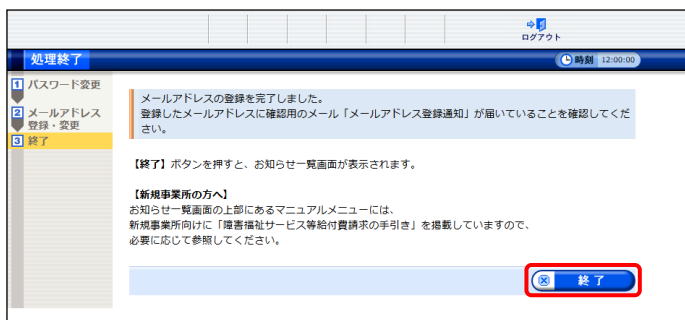 ログアウト
処理終了
時刻 12:00:00
1 パスワード変更
2 メールアドレス
登録・変更
3 終了
メールアドレスの登録を完了しました。
登録したメールアドレスに確認用のメール「メールアドレス登録通知」が届いていることを確認してくだ
さい。
【終了】ボタンを押すと、お知らせ一覧画面が表示されます。
【新規事業所の方へ】
お知らせ一覧画面の上部にあるマニュアルメニューには、
新規事業所向けに「障害福祉サービス等給付費請求の手引き」を掲載していますので、
必要に応じて参照してください。
終了